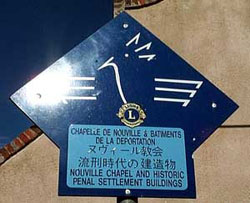 LIONS
L
CHAPELLE DE NOUVILLE & BATIMENTS
DE LA DEPORTATION
ヌヴィール教会
流刑時代の建造物
NOUVILLE CHAPEL AND HISTORIC
PENAL SETTLEMENT BUILDINGS